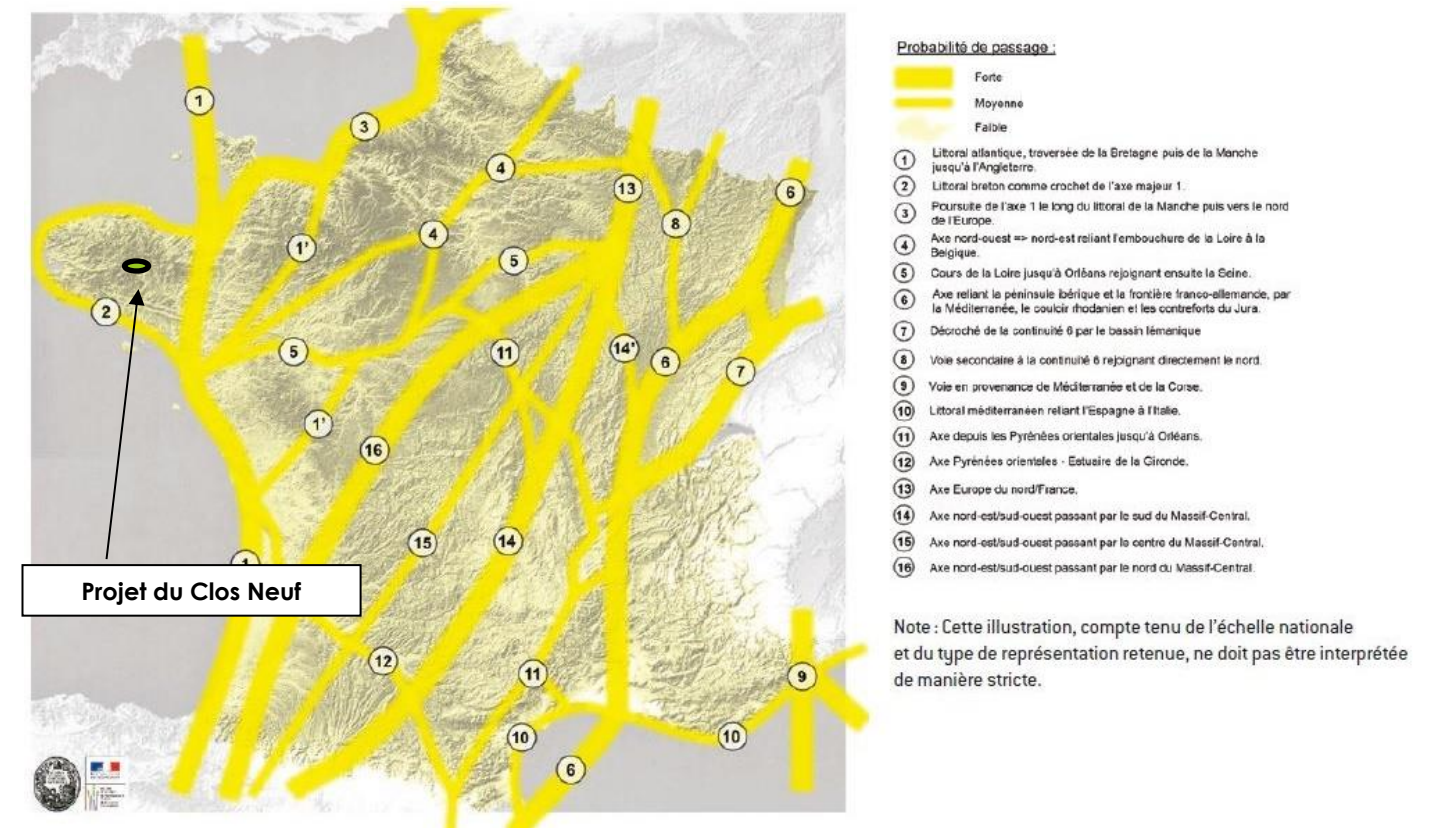 Probabilité de passage :
Forte
Moyenne
Faible
1
Littoral atlantique, traversée de la Bretagne puis de la Manche
jusqu'à l'Angleterre.
2
Littoral breton comme crochet de l'axe majeur 1.
3
Poursuite de l'axe 1 le long du littoral de la Manche puis vers le nord
de l'Europe.
4
Axe nord-ouest => nord-est reliant l'embouchure de la Loire à la
Belgique.
5
Cours de la Loire jusqu'à Orléans rejoignant ensuite la Seine.
6
Axe reliant la péninsule ibérique et la frontière franco-allemande, par
la Méditerranée, le couloir rhodanien et les contreforts du Jura.
7
Décroché de la continuité 6 par le bassin lémanique
8
Voie secondaire à la continuité 6 rejoignant directement le nord.
9
Voie en provenance de Méditerranée et de la Corse.
10
Littoral méditerranéen reliant l'Espagne à l'Italie.
11
Axe depuis les Pyrénées orientales jusqu'à Orléans.
12
Axe Pyrénées orientales - Estuaire de la Gironde.
13
Axe Europe du nord/France.
14
Axe nord-est/sud-ouest passant par le sud du Massif-Central.
15
Axe nord-est/sud-ouest passant par le centre du Massif-Central.
16
Axe nord-est/sud-ouest passant par le nord du Massif-Central.
Note : Cette illustration, compte tenu de l'échelle nationale
et du type de représentation retenue, ne doit pas être interprétée
de manière stricte.
1
3
4
13
6
8
1'
4
5
2
5
11
14'
6
7
1'
16
15
14
1
Projet du Clos Neuf
12
11
9
10
10
6